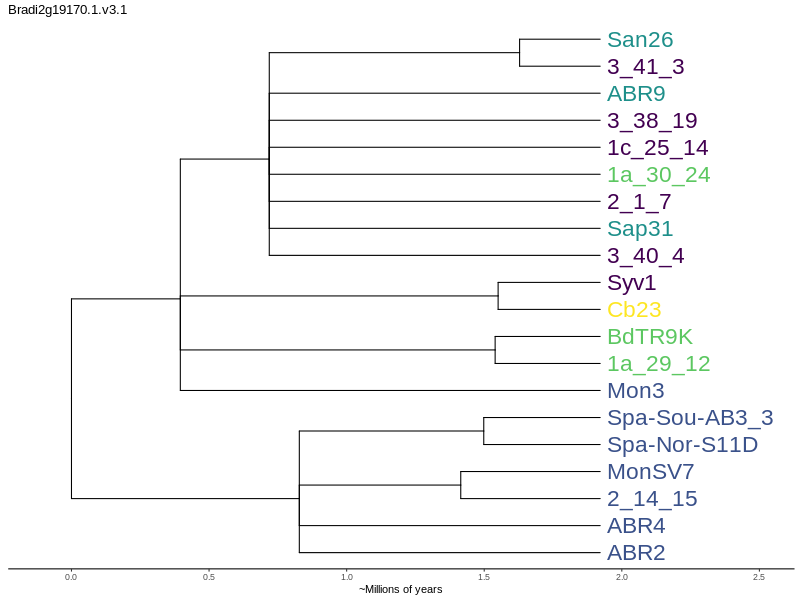 Bradi2g19170.1.v3.1
San26
3_41_3
ABR9
3_38_19
1c_25_14
1a_30_24
2_1_7
Sap31
3_40_4
Syv1
Cb23
BdTR9K
1a_29_12
Mon3
Spa-Sou-AB3_3
Spa-Nor-S11D
MonSV7
2_14_15
ABR4
ABR2
0.0 0.5 1.0 1.5 2.0 2.5
~Millions of years